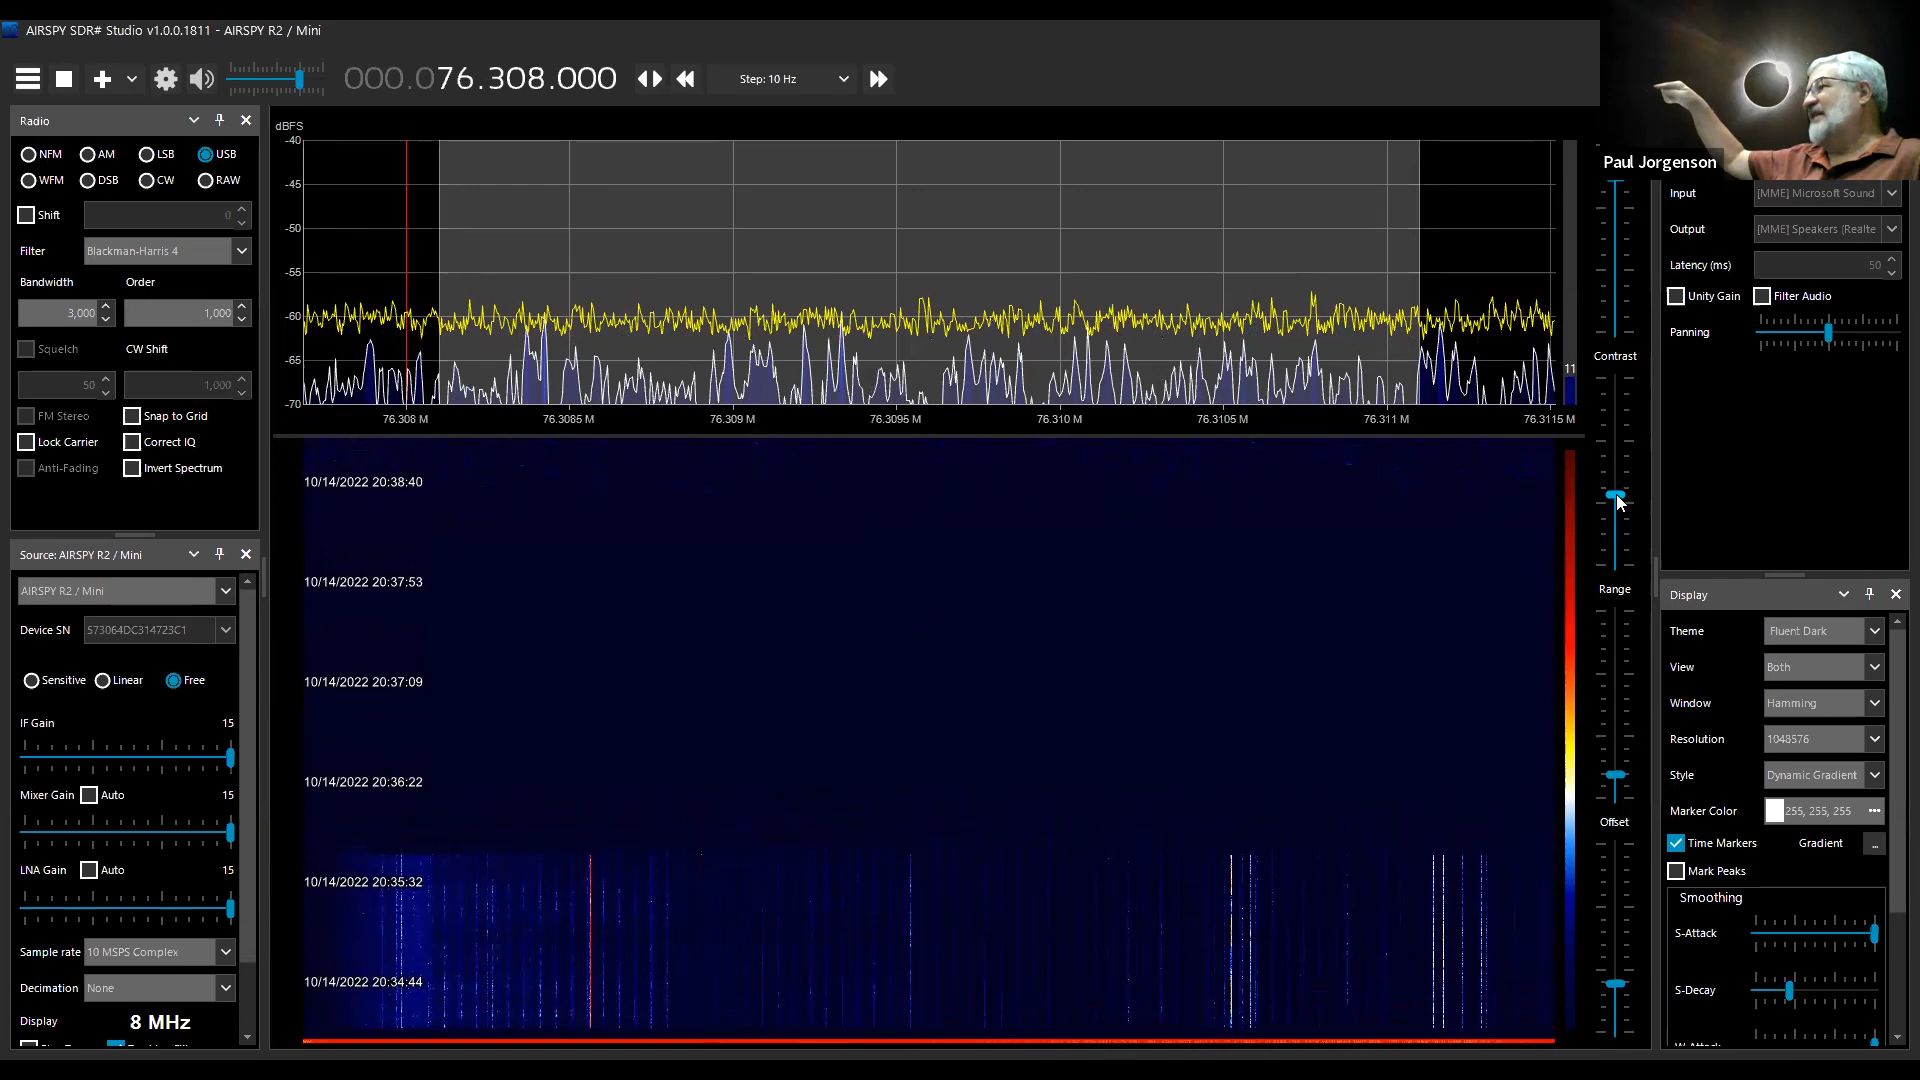 AIRSPY SDR# Studio v1.0.0.1811 - AIRSPY R2 / Mini
000.076.308.000
Step: 10 Hz
Paul Jorgenson
Radio
NFM AM LSB USB
WFM DSB CW RAW
Shift 0
Filter Blackman-Harris 4
Bandwidth Order
3,000 1,000
Squelch CW Shift
50 1,000
FM Stereo Snap to Grid
Lock Carrier Correct IQ
Anti-Fading Invert Spectrum
Source: AIRSPY R2 / Mini
AIRSPY R2 / Mini
Device SN 573064DC314723C1
Sensitive Linear Free
IF Gain 15
Mixer Gain Auto 15
LNA Gain Auto 15
Sample rate 10 MSPS Complex
Decimation None
Display 8 MHz
dBFS
-40
-45
-50
-55
-60
-65
-70
11
76.308 M 76.3085 M 76.309 M 76.3095 M 76.310 M 76.3105 M 76.311 M 76.3115 M
10/14/2022 20:38:40
10/14/2022 20:37:53
10/14/2022 20:37:09
10/14/2022 20:36:22
10/14/2022 20:35:32
10/14/2022 20:34:44
Contrast
Range
Offset
Input [MME] Microsoft Sound
Output [MME] Speakers (Realte
Latency (ms) 50
Unity Gain Filter Audio
Panning
Display
Theme Fluent Dark
View Both
Window Hamming
Resolution 1048576
Style Dynamic Gradient
Marker Color 255, 255, 255
Time Markers Gradient ...
Mark Peaks
Smoothing
S-Attack
S-Decay